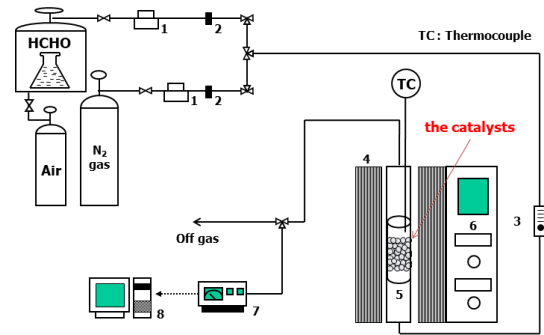 HCHO
1
2
TC : Thermocouple
TC
1
2
N2
gas
Air
the catalysts
4
3
6
Off gas
5
7
8